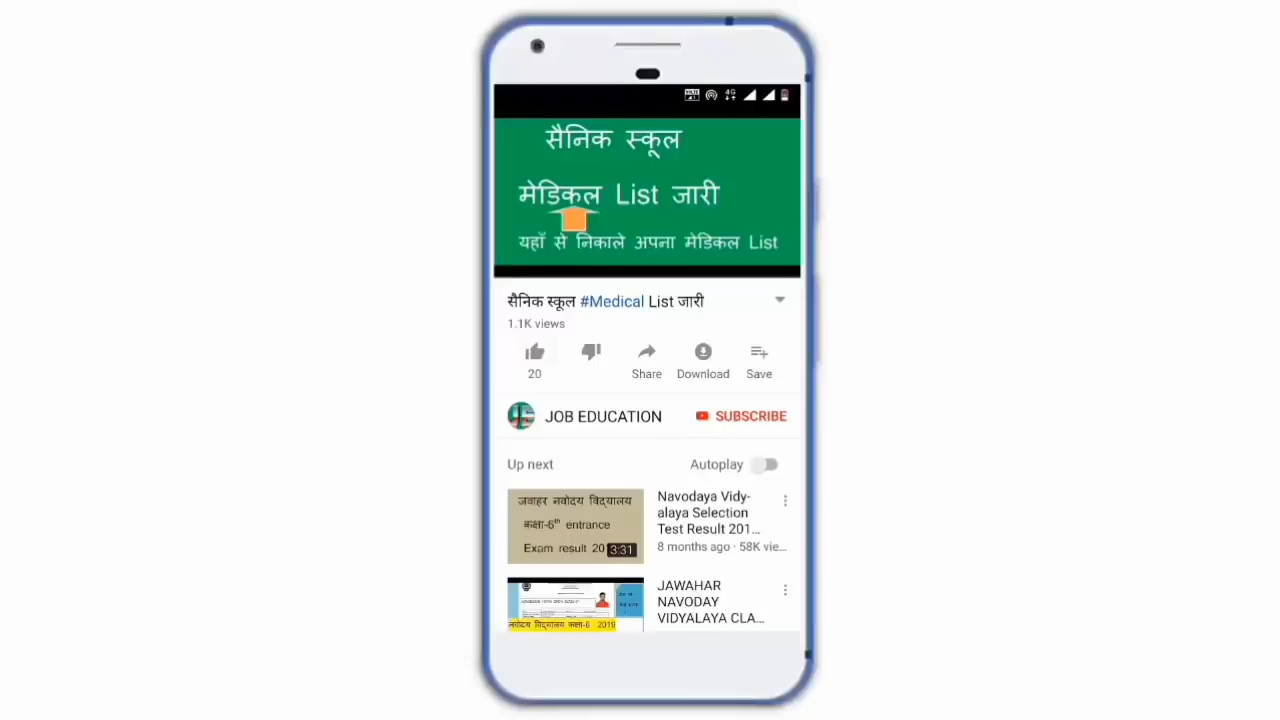 4G
सैनिक स्कूल
मेडिकल List जारी
यहाँ से निकाले अपना मेडिकल List
सैनिक स्कूल #Medical List जारी
1.1K views
20
Share
Download
Save
JOB EDUCATION
SUBSCRIBE
Up next
Autoplay
जवाहर नवोदय विद्यालय
कक्षा-6th entrance
Exam result 20
3:31
Navodaya Vidy-
alaya Selection
Test Result 201...
8 months ago · 58K vie...
JAWAHAR
NAVODAY
VIDYALAYA CLA...
नवोदय विद्यालय कक्षा-6 2019